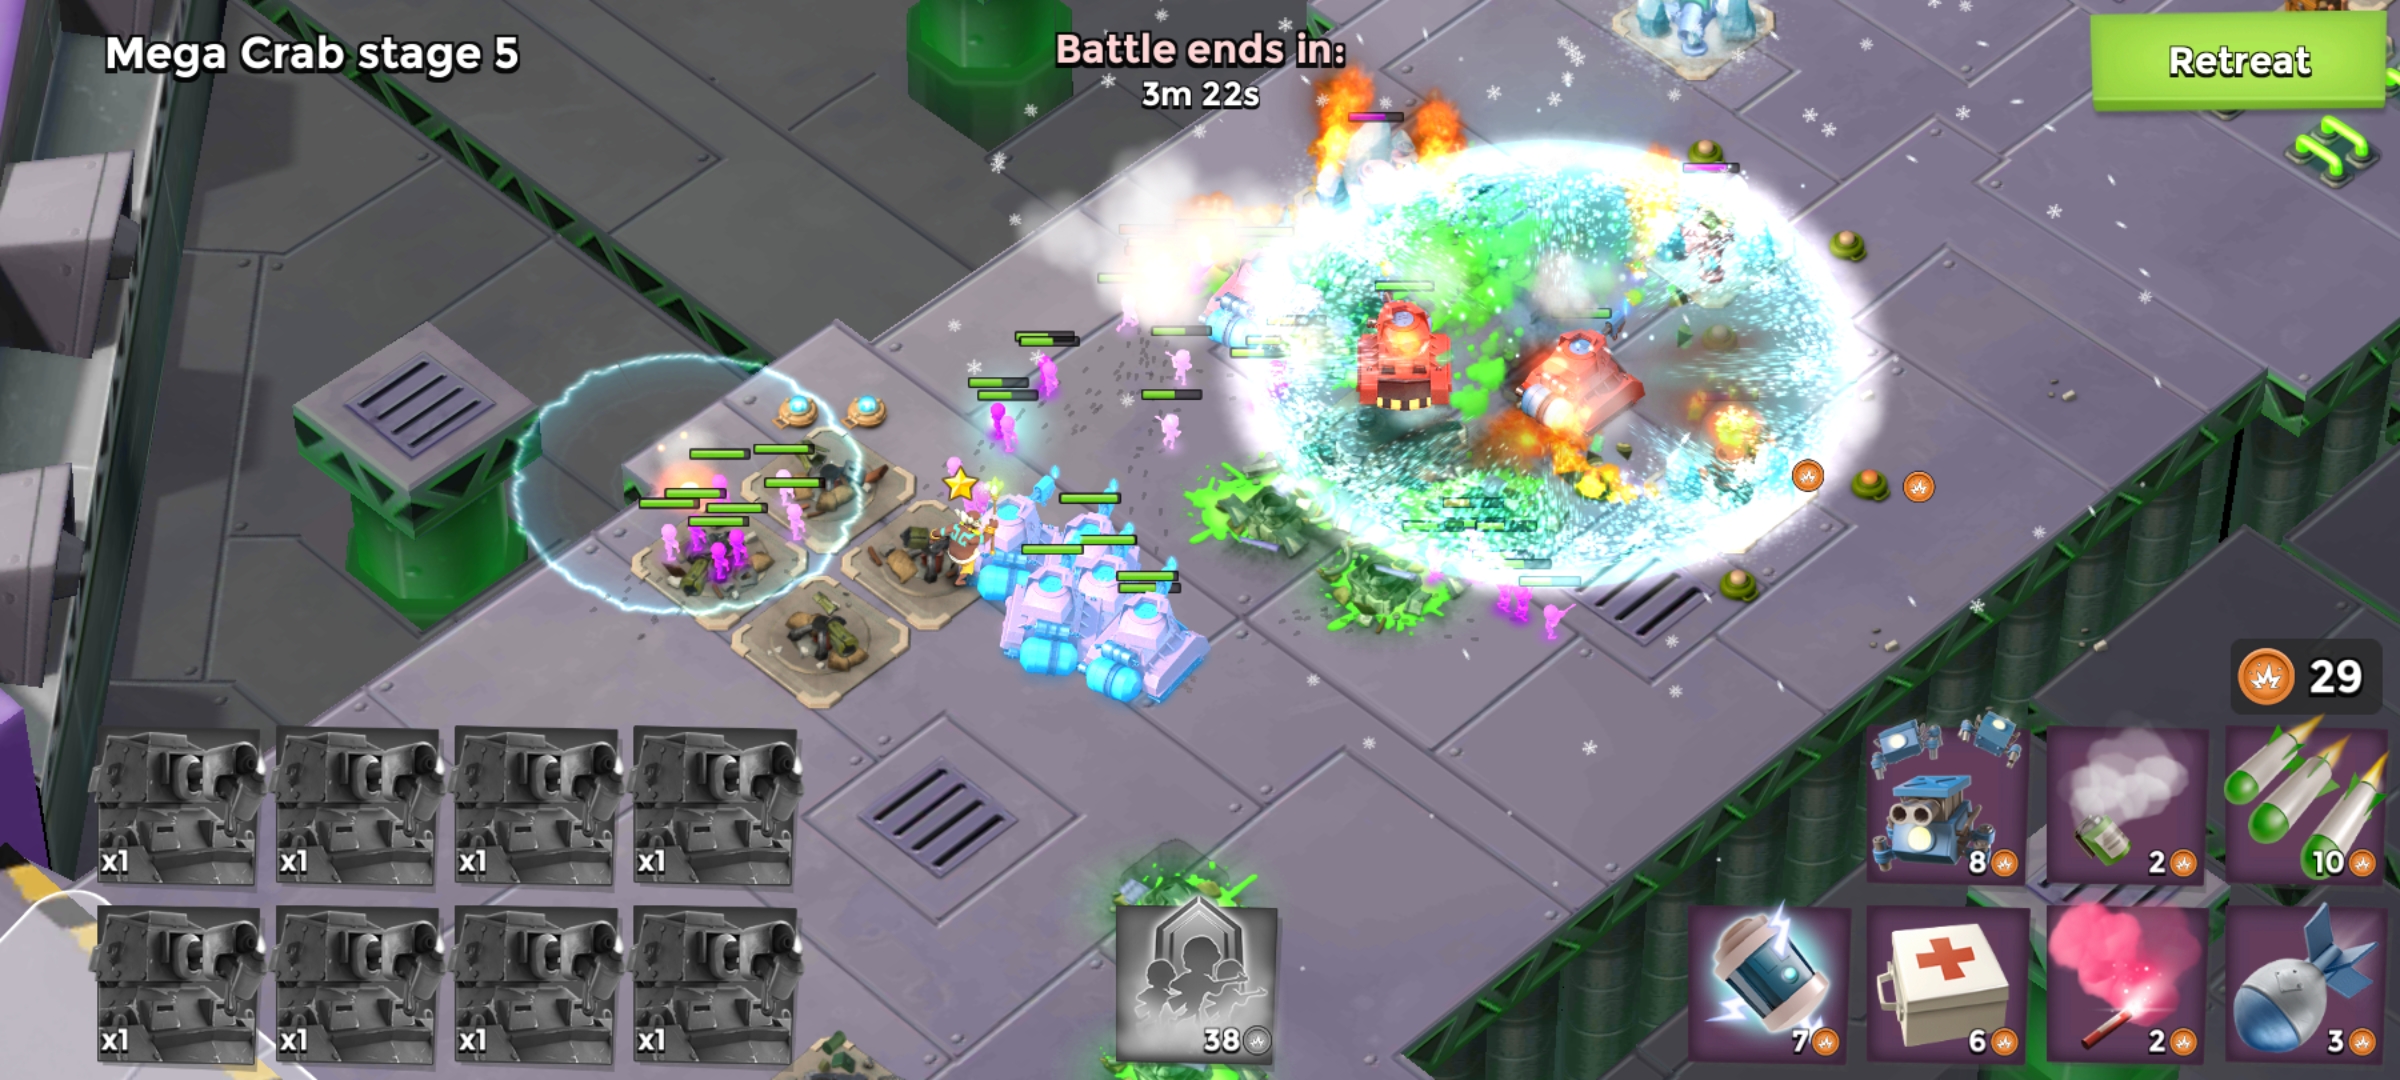 Mega Crab stage 5
Battle ends in:
3m 22s
Retreat
29
x1
x1
x1
x1
8
2
10
x1
x1
x1
x1
38
7
6
2
3